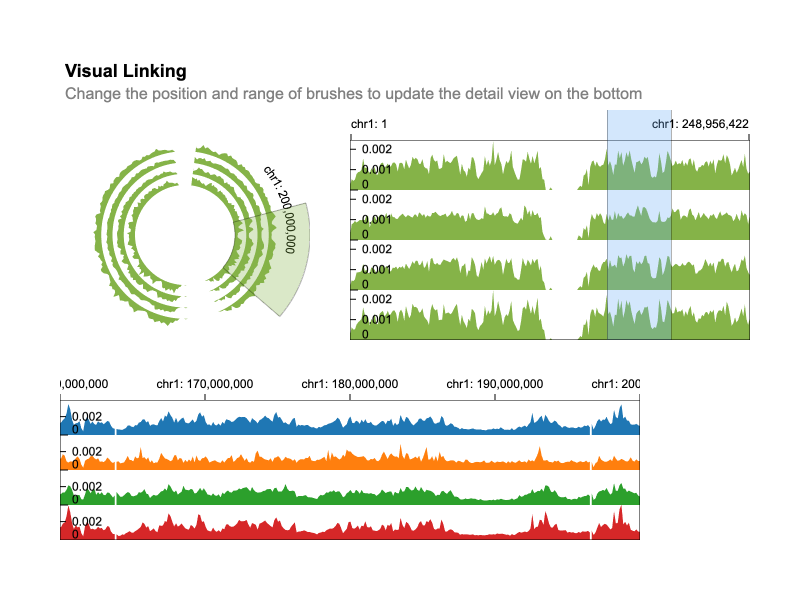 Visual Linking
Change the position and range of brushes to update the detail view on the bottom
chr1: 200,000,000
chr1: 1
chr1: 248,956,422
0.002
0.001
0
0.002
0.001
0
0.002
0.001
0
0.002
0.001
0
0,000,000
chr1: 170,000,000
chr1: 180,000,000
chr1: 190,000,000
chr1: 200
0.002
0
0.002
0
0.002
0
0.002
0